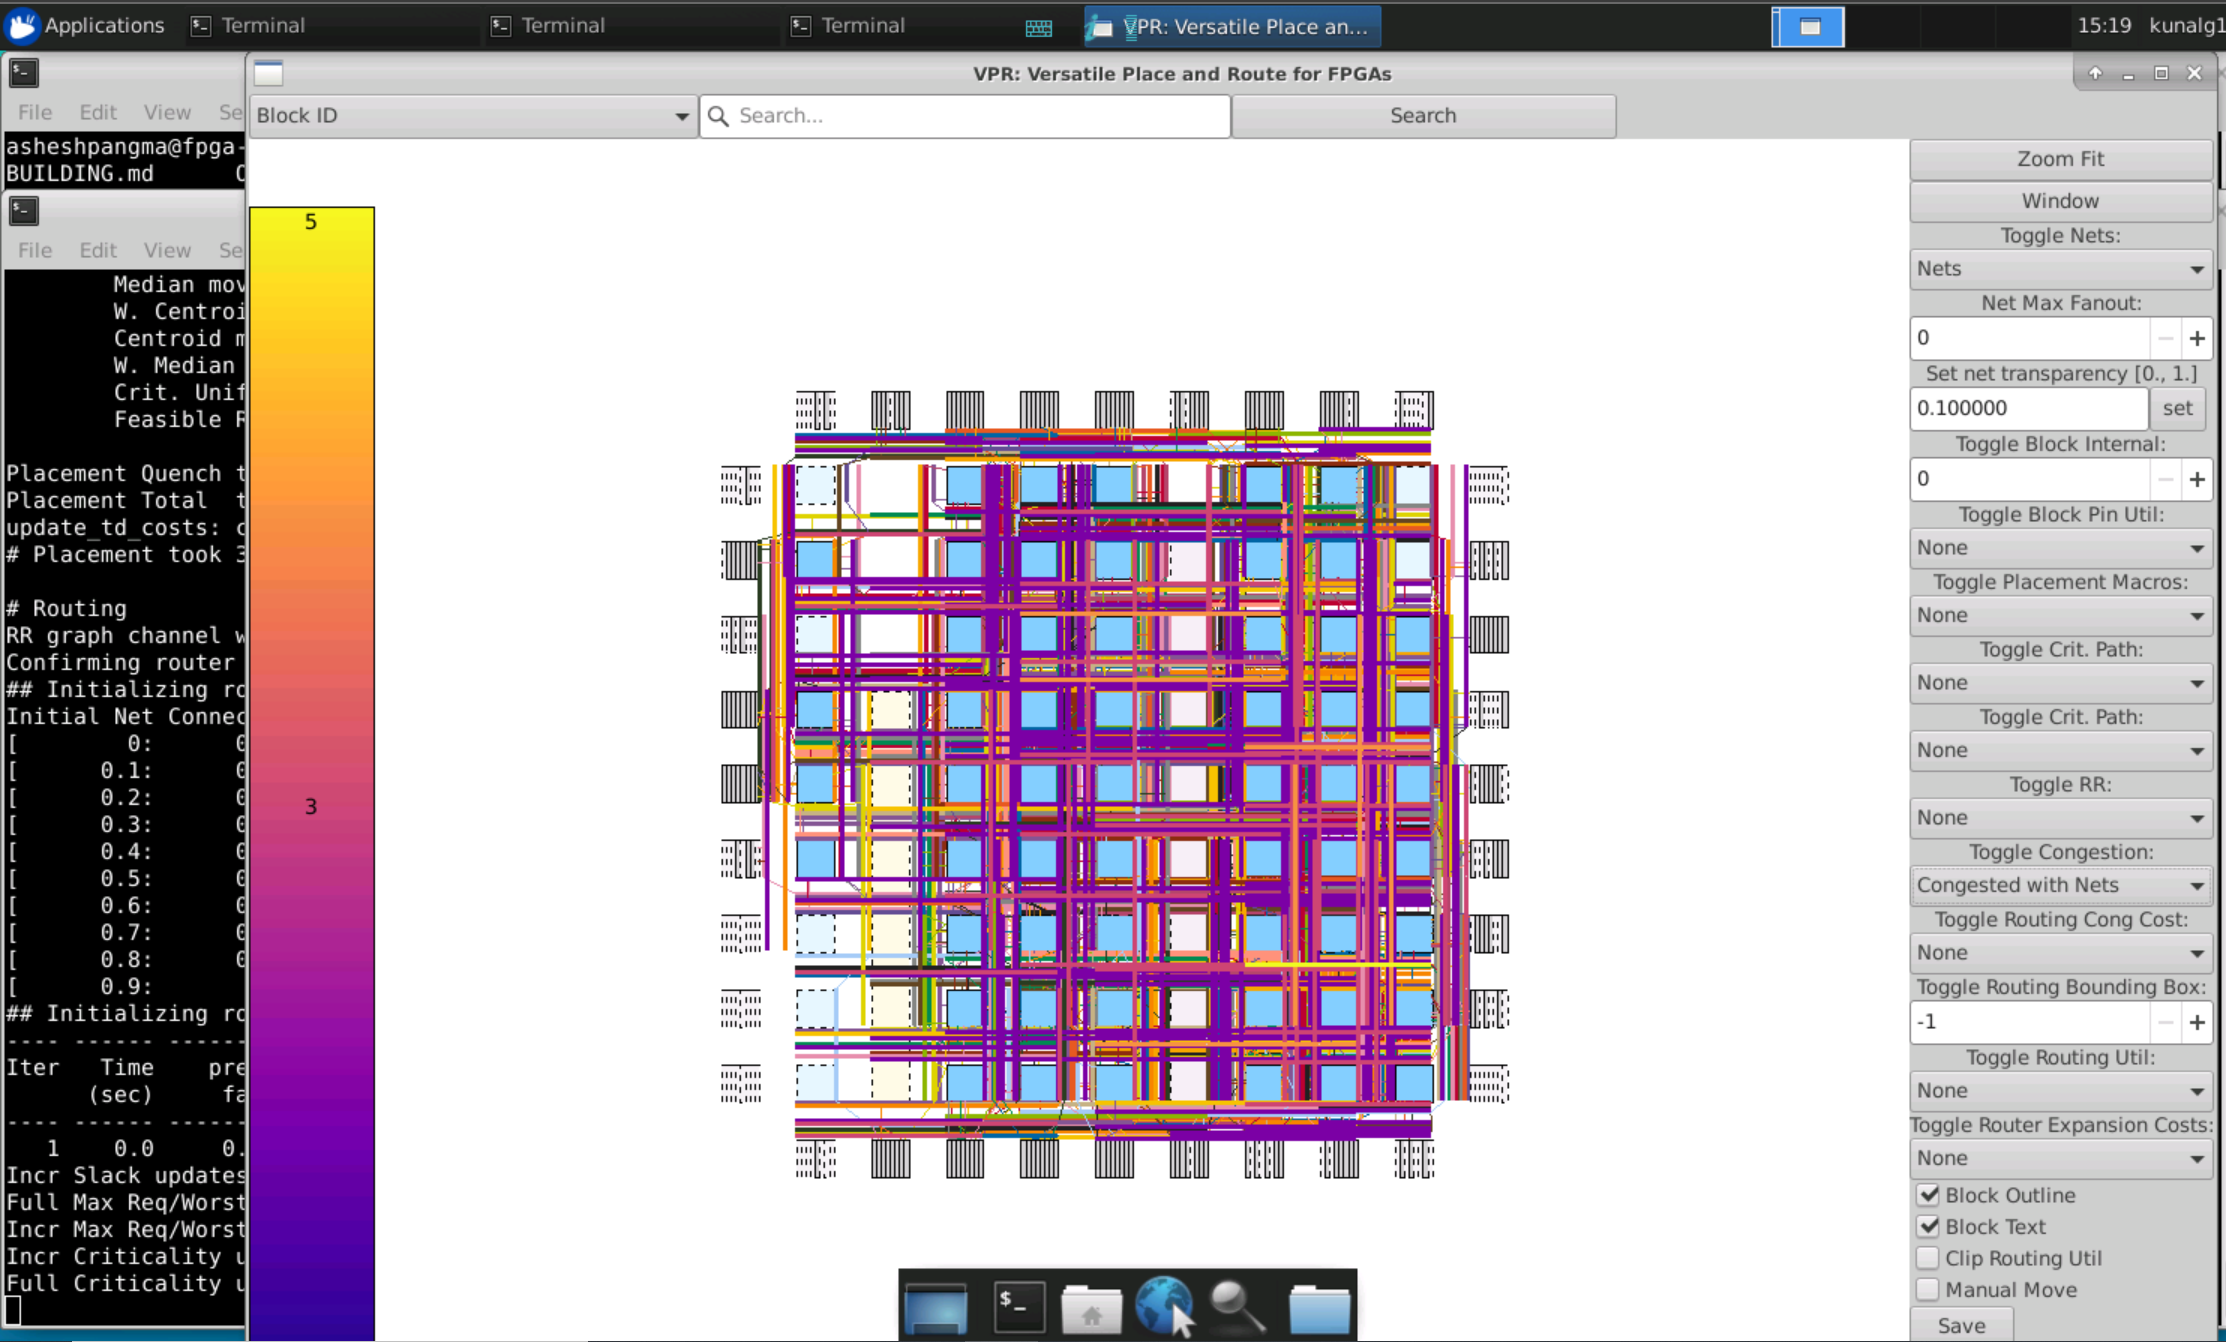 Applications Terminal Terminal Terminal VPR: Versatile Place an... 15:19 kunalg1
VPR: Versatile Place and Route for FPGAs
File Edit View Se
Block ID Search... Search
asheshpangma@fpga-
BUILDING.md
File Edit View Se
Median mov
W. Centroi
Centroid m
W. Median
Crit. Unif
Feasible R
Placement Quench t
Placement Total t
update_td_costs: c
# Placement took 3
# Routing
RR graph channel w
Confirming router
## Initializing ro
Initial Net Connec
[ 0: 0
[ 0.1: 0
[ 0.2: 0
[ 0.3: 0
[ 0.4: 0
[ 0.5: 0
[ 0.6: 0
[ 0.7: 0
[ 0.8: 0
[ 0.9:
## Initializing ro
---- ------ ------
Iter Time pre
(sec) fa
---- ------ ------
1 0.0 0.
Incr Slack updates
Full Max Req/Worst
Incr Max Req/Worst
Incr Criticality u
Full Criticality u
5
3
Zoom Fit
Window
Toggle Nets:
Nets
Net Max Fanout:
0
Set net transparency [0., 1.]
0.100000 set
Toggle Block Internal:
0
Toggle Block Pin Util:
None
Toggle Placement Macros:
None
Toggle Crit. Path:
None
Toggle Crit. Path:
None
Toggle RR:
None
Toggle Congestion:
Congested with Nets
Toggle Routing Cong Cost:
None
Toggle Routing Bounding Box:
-1
Toggle Routing Util:
None
Toggle Router Expansion Costs:
None
Block Outline
Block Text
Clip Routing Util
Manual Move
Save